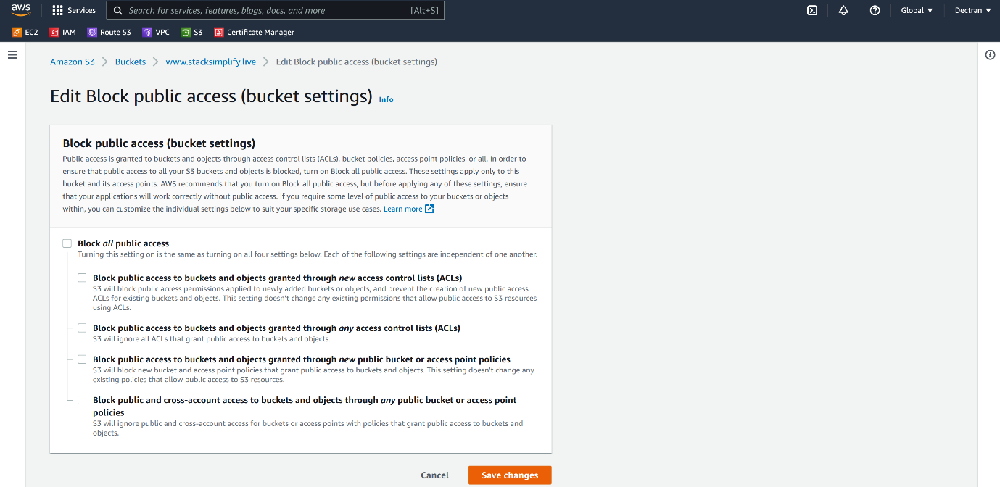 aws
Services
Search for services, features, blogs, docs, and more [Alt+S]
Global Dectran
EC2 IAM Route 53 VPC S3 Certificate Manager
Amazon S3 Buckets www.stacksimplify.live Edit Block public access (bucket settings)
Edit Block public access (bucket settings) Info
Block public access (bucket settings)
Public access is granted to buckets and objects through access control lists (ACLs), bucket policies, access point policies, or all. In order to
ensure that public access to all your S3 buckets and objects is blocked, turn on Block all public access. These settings apply only to this
bucket and its access points. AWS recommends that you turn on Block all public access, but before applying any of these settings, ensure
that your applications will work correctly without public access. If you require some level of public access to your buckets or objects
within, you can customize the individual settings below to suit your specific storage use cases. Learn more
Block all public access
Turning this setting on is the same as turning on all four settings below. Each of the following settings are independent of one another.
Block public access to buckets and objects granted through new access control lists (ACLs)
S3 will block public access permissions applied to newly added buckets or objects, and prevent the creation of new public access
ACLs for existing buckets and objects. This setting doesn't change any existing permissions that allow public access to S3 resources
using ACLs.
Block public access to buckets and objects granted through any access control lists (ACLs)
S3 will ignore all ACLs that grant public access to buckets and objects.
Block public access to buckets and objects granted through new public bucket or access point policies
S3 will block new bucket and access point policies that grant public access to buckets and objects. This setting doesn't change any
existing policies that allow public access to S3 resources.
Block public and cross-account access to buckets and objects through any public bucket or access point
policies
S3 will ignore public and cross-account access for buckets or access points with policies that grant public access to buckets and
objects.
Cancel Save changes